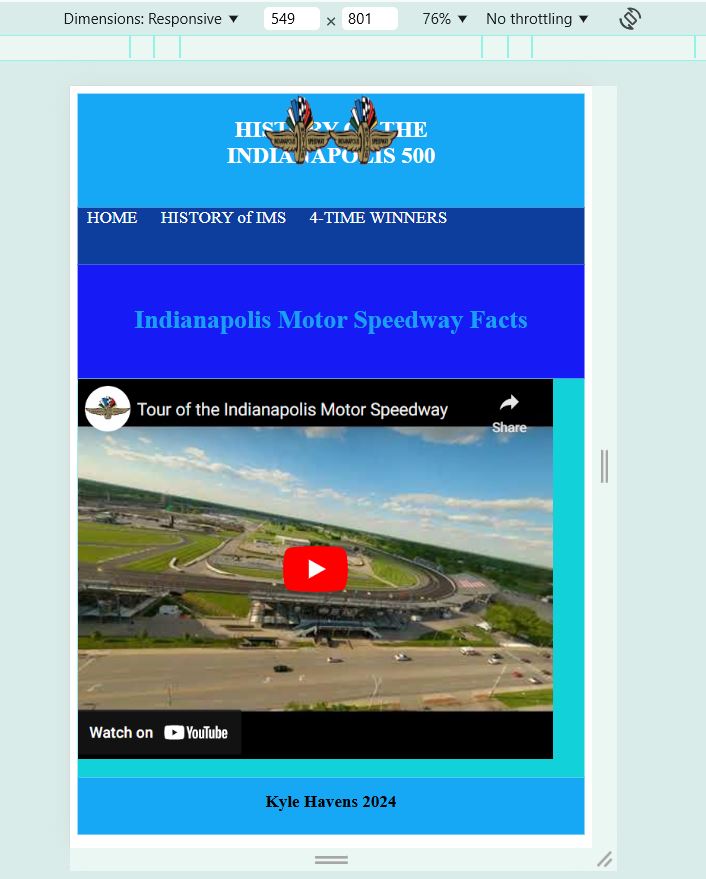 Dimensions: Responsive ▼ 549 × 801 76% ▼ No throttling ▼
HISTORY OF THE
INDIANAPOLIS 500
HOME HISTORY of IMS 4-TIME WINNERS
Indianapolis Motor Speedway Facts
Tour of the Indianapolis Motor Speedway
Share
Watch on YouTube
Kyle Havens 2024